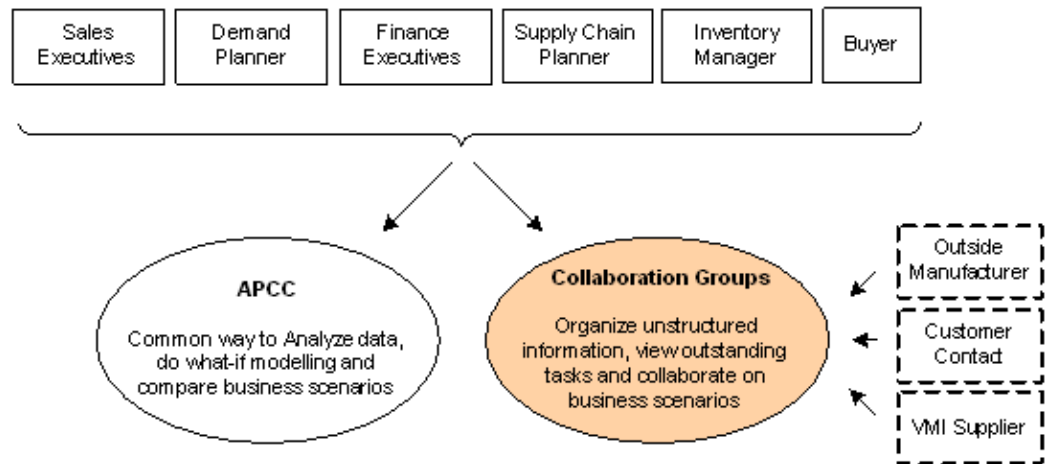 Sales
Executives
Demand
Planner
Finance
Executives
Supply Chain
Planner
Inventory
Manager
Buyer
APCC
Common way to Analyze data,
do what-if modelling and
compare business scenarios
Collaboration Groups
Organize unstructured
information, view outstanding
tasks and collaborate on
business scenarios
Outside
Manufacturer
Customer
Contact
VMI Supplier